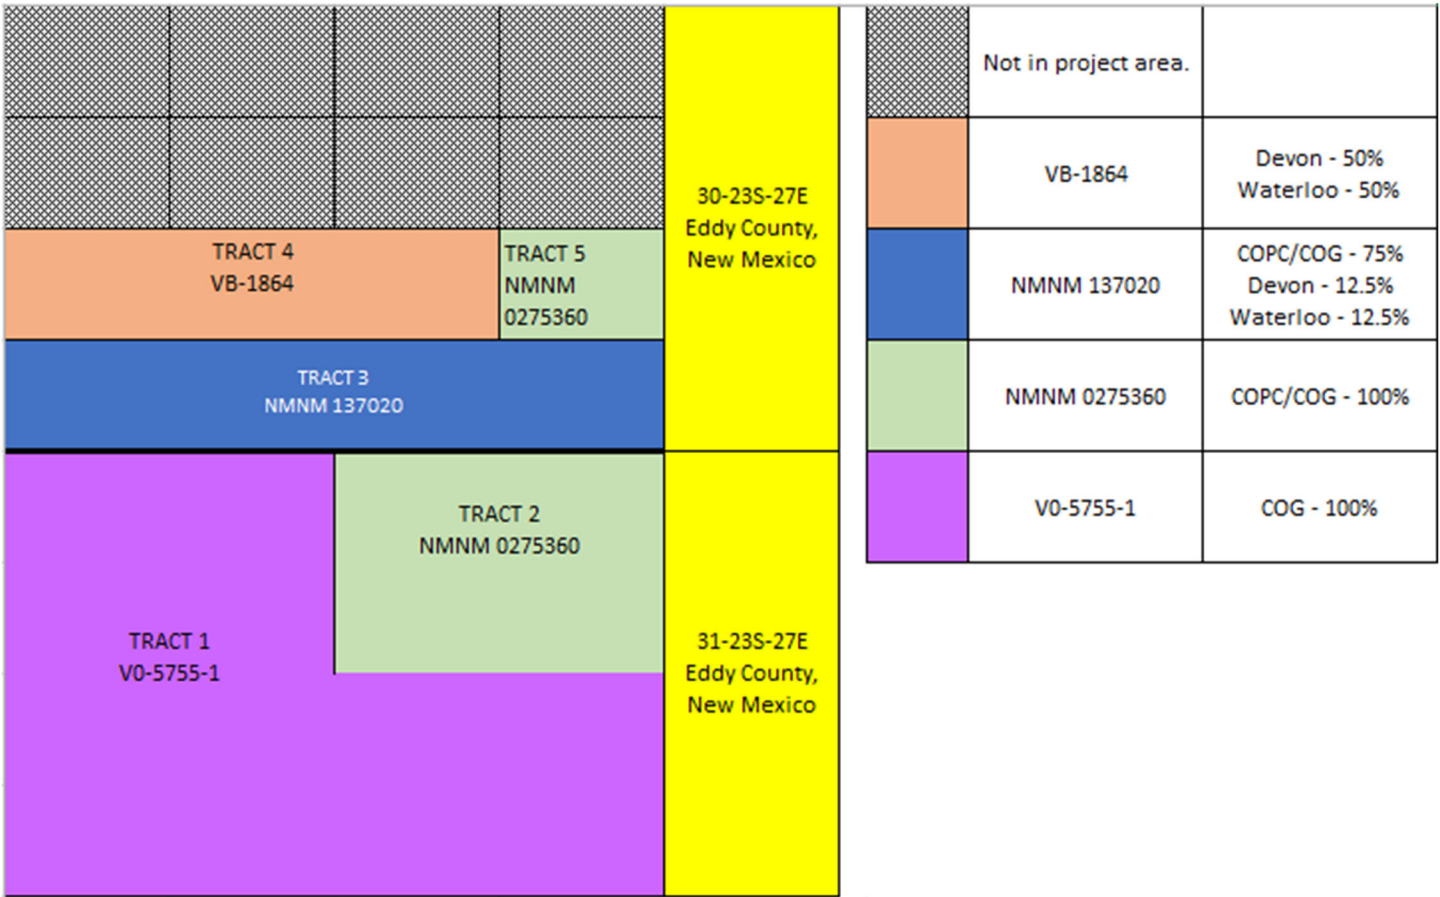 TRACT 4
VB-1864
TRACT 5
NMNM
0275360
TRACT 3
NMNM 137020
TRACT 1
V0-5755-1
TRACT 2
NMNM 0275360
30-23S-27E
Eddy County,
New Mexico
31-23S-27E
Eddy County,
New Mexico
Not in project area.
VB-1864
Devon - 50%
Waterloo - 50%
NMNM 137020
COPC/COG - 75%
Devon - 12.5%
Waterloo - 12.5%
NMNM 0275360
COPC/COG - 100%
V0-5755-1
COG - 100%